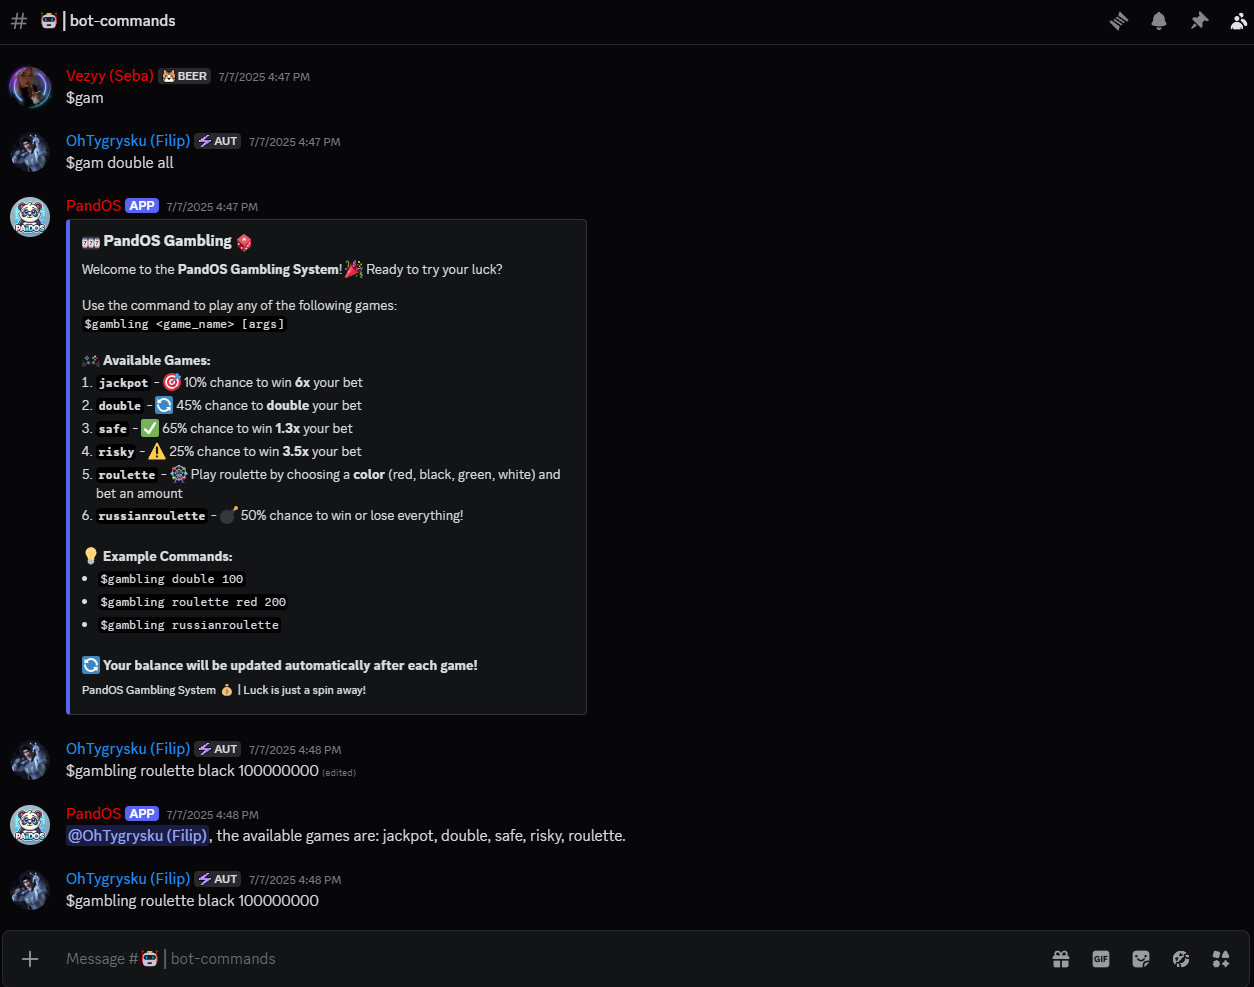 # | bot-commands
Vezyy (Seba) BEER 7/7/2025 4:47 PM
$gam
OhTygrysku (Filip) AUT 7/7/2025 4:47 PM
$gam double all
PandOS APP 7/7/2025 4:47 PM
PandOS Gambling
Welcome to the PandOS Gambling System! Ready to try your luck?
Use the command to play any of the following games:
$gambling <game_name> [args]
Available Games:
1. jackpot - 10% chance to win 6x your bet
2. double - 45% chance to double your bet
3. safe - 65% chance to win 1.3x your bet
4. risky - 25% chance to win 3.5x your bet
5. roulette - Play roulette by choosing a color (red, black, green, white) and
bet an amount
6. russianroulette - 50% chance to win or lose everything!
Example Commands:
• $gambling double 100
• $gambling roulette red 200
• $gambling russianroulette
Your balance will be updated automatically after each game!
PandOS Gambling System | Luck is just a spin away!
OhTygrysku (Filip) AUT 7/7/2025 4:48 PM
$gambling roulette black 100000000 (edited)
PandOS APP 7/7/2025 4:48 PM
@OhTygrysku (Filip), the available games are: jackpot, double, safe, risky, roulette.
OhTygrysku (Filip) AUT 7/7/2025 4:48 PM
$gambling roulette black 100000000
Message # | bot-commands
GIF